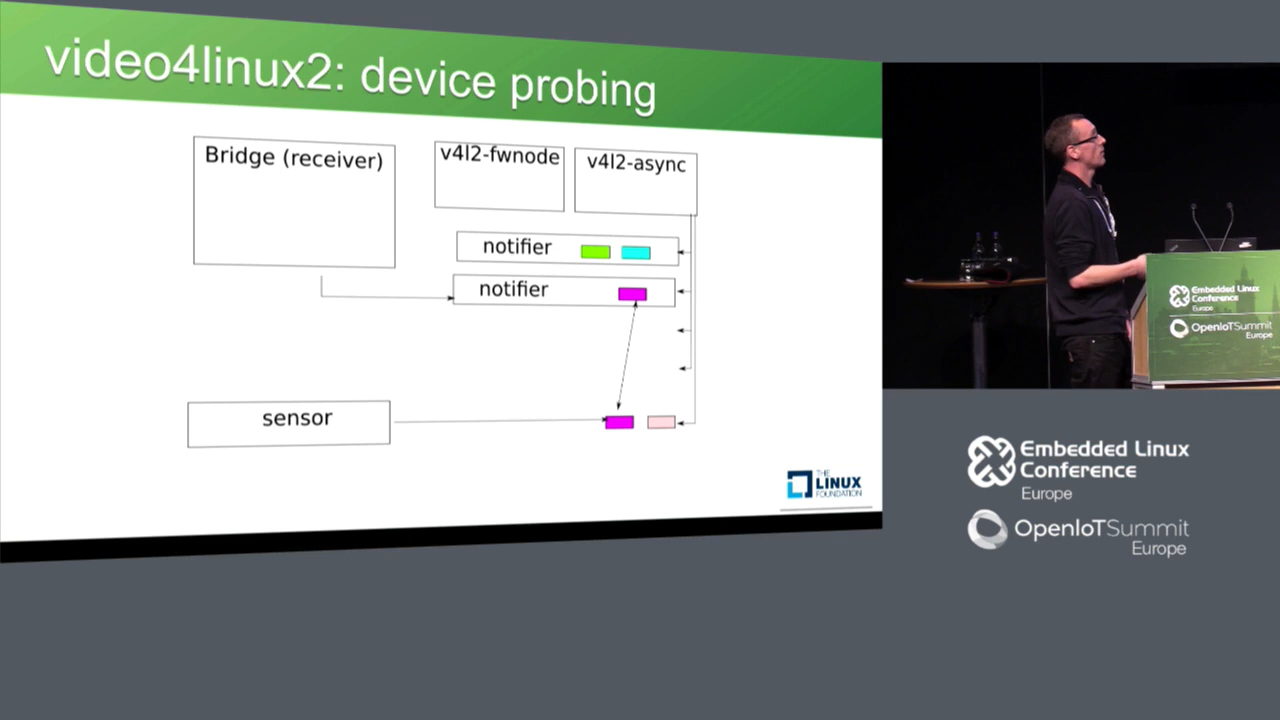 video4linux2: device probing
Bridge (receiver)
v4l2-fwnode
v4l2-async
notifier
notifier
sensor
THE
LINUX
FOUNDATION
Embedded Linux
Conference
Europe
OpenIoTSummit
Europe
Embedded Linux
Conference
Europe
OpenIoTSummit
Europe